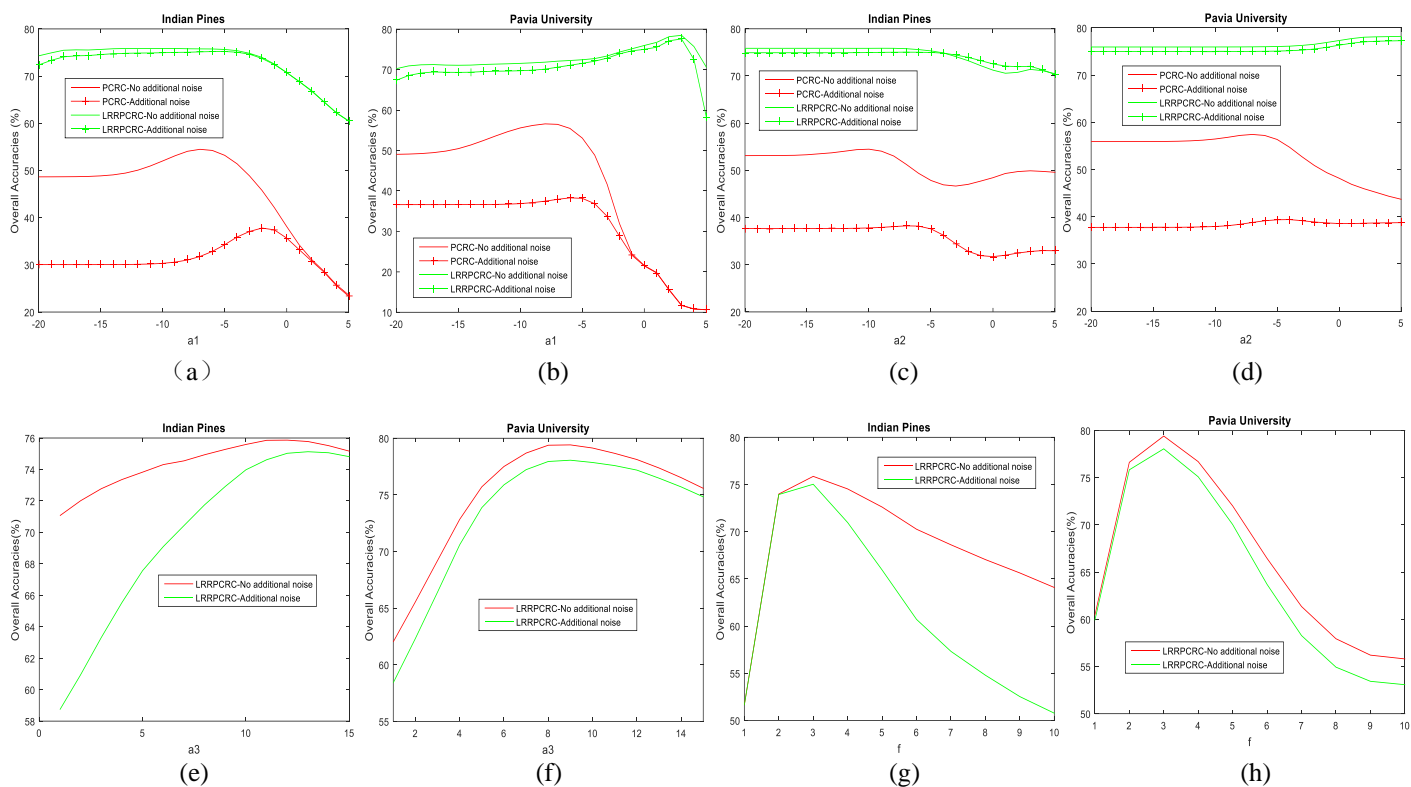 Indian Pines
80
70
60
50
40
30
20
Overall Accuracies (%)
PCRC-No additional noise
PCRC-Additional noise
LRRPCRC-No additional noise
LRRPCRC-Additional noise
-20 -15 -10 -5 0 5
a1
(a)
Pavia University
80
70
60
50
40
30
20
10
Overall Accuracies (%)
PCRC-No additional noise
PCRC-Additional noise
LRRPCRC-No additional noise
LRRPCRC-Additional noise
-20 -15 -10 -5 0 5
a1
(b)
Indian Pines
80
70
60
50
40
30
20
Overall Accuracies (%)
PCRC-No additional noise
PCRC-Additional noise
LRRPCRC-No additional noise
LRRPCRC-Additional noise
-20 -15 -10 -5 0 5
a2
(c)
Pavia University
80
70
60
50
40
30
20
Overall Accuracies (%)
PCRC-No additional noise
PCRC-Additional noise
LRRPCRC-No additional noise
LRRPCRC-Additional noise
-20 -15 -10 -5 0 5
a2
(d)
Indian Pines
76
74
72
70
68
66
64
62
60
58
Overall Accuracies(%)
LRRPCRC-No additional noise
LRRPCRC-Additional noise
0 5 10 15
a3
(e)
Pavia University
80
75
70
65
60
55
Overall Accuracies(%)
LRRPCRC-No additional noise
LRRPCRC-Additional noise
2 4 6 8 10 12 14
a3
(f)
Indian Pines
80
75
70
65
60
55
50
Overall Accuracies(%)
LRRPCRC-No additional noise
LRRPCRC-Additional noise
1 2 3 4 5 6 7 8 9 10
f
(g)
Pavia University
80
75
70
65
60
55
50
Overall Acuuracies(%)
LRRPCRC-No additional noise
LRRPCRC-Additional noise
1 2 3 4 5 6 7 8 9 10
f
(h)